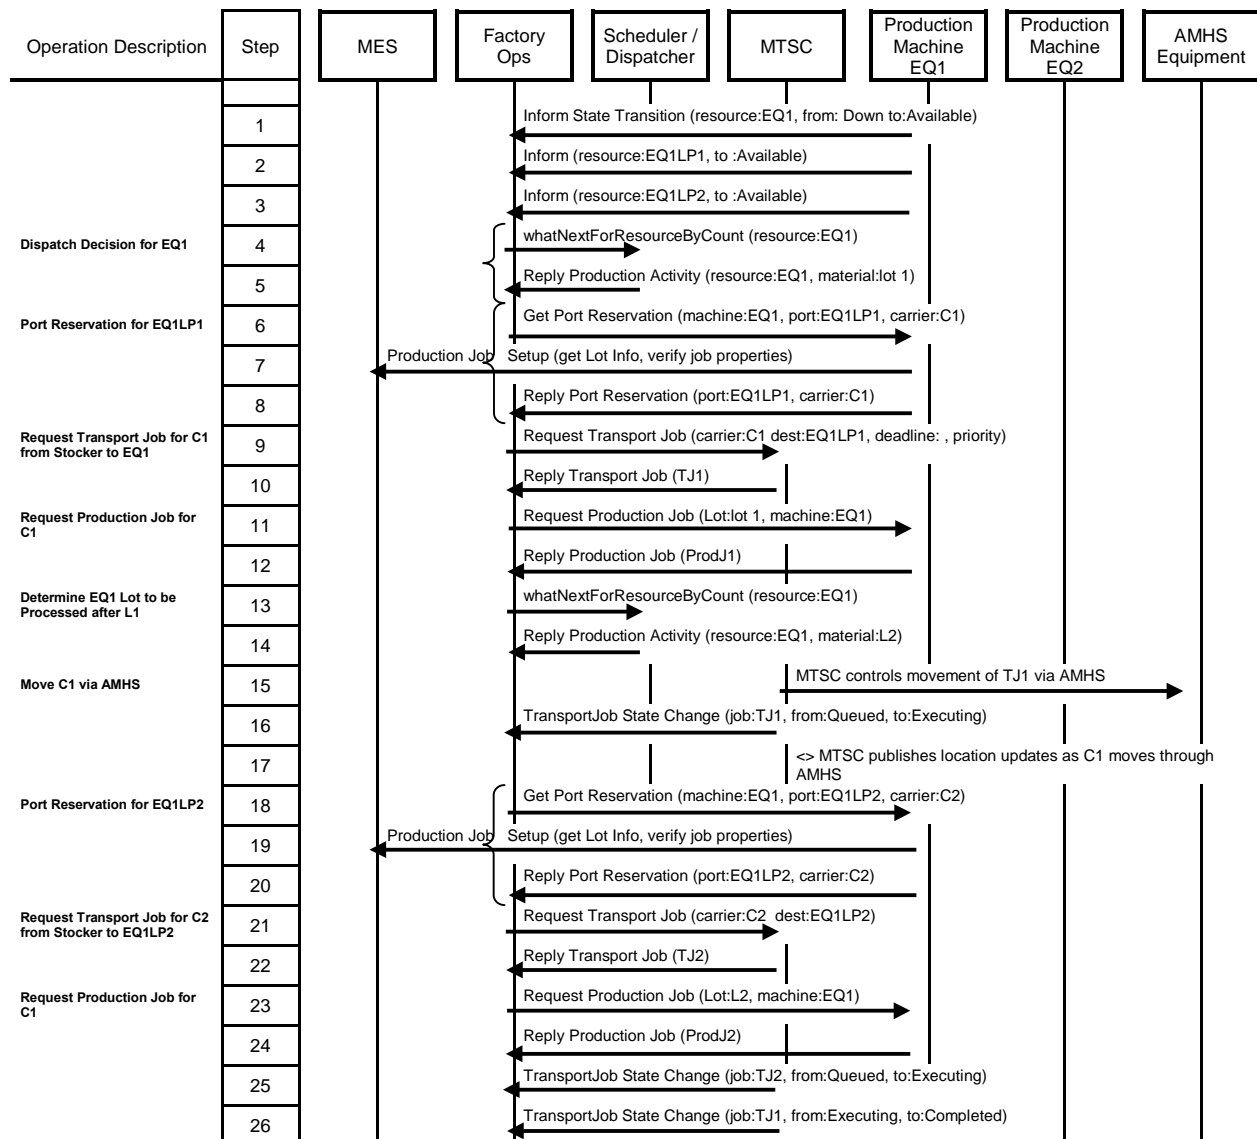 Operation Description
Step
MES
Factory
Ops
Scheduler /
Dispatcher
MTSC
Production
Machine
EQ1
Production
Machine
EQ2
AMHS
Equipment
1
Inform State Transition (resource:EQ1, from: Down to:Available)
2
Inform (resource:EQ1LP1, to :Available)
3
Inform (resource:EQ1LP2, to :Available)
Dispatch Decision for EQ1
4
whatNextForResourceByCount (resource:EQ1)
5
Reply Production Activity (resource:EQ1, material:lot 1)
Port Reservation for EQ1LP1
6
Get Port Reservation (machine:EQ1, port:EQ1LP1, carrier:C1)
7
Production Job Setup (get Lot Info, verify job properties)
8
Reply Port Reservation (port:EQ1LP1, carrier:C1)
Request Transport Job for C1
from Stocker to EQ1
9
Request Transport Job (carrier:C1 dest:EQ1LP1, deadline: , priority)
10
Reply Transport Job (TJ1)
Request Production Job for
C1
11
Request Production Job (Lot:lot 1, machine:EQ1)
12
Reply Production Job (ProdJ1)
Determine EQ1 Lot to be
Processed after L1
13
whatNextForResourceByCount (resource:EQ1)
14
Reply Production Activity (resource:EQ1, material:L2)
Move C1 via AMHS
15
MTSC controls movement of TJ1 via AMHS
16
TransportJob State Change (job:TJ1, from:Queued, to:Executing)
17
<> MTSC publishes location updates as C1 moves through
AMHS
Port Reservation for EQ1LP2
18
Get Port Reservation (machine:EQ1, port:EQ1LP2, carrier:C2)
19
Production Job Setup (get Lot Info, verify job properties)
20
Reply Port Reservation (port:EQ1LP2, carrier:C2)
Request Transport Job for C2
from Stocker to EQ1LP2
21
Request Transport Job (carrier:C2 dest:EQ1LP2)
22
Reply Transport Job (TJ2)
Request Production Job for
C1
23
Request Production Job (Lot:L2, machine:EQ1)
24
Reply Production Job (ProdJ2)
25
TransportJob State Change (job:TJ2, from:Queued, to:Executing)
26
TransportJob State Change (job:TJ1, from:Executing, to:Completed)